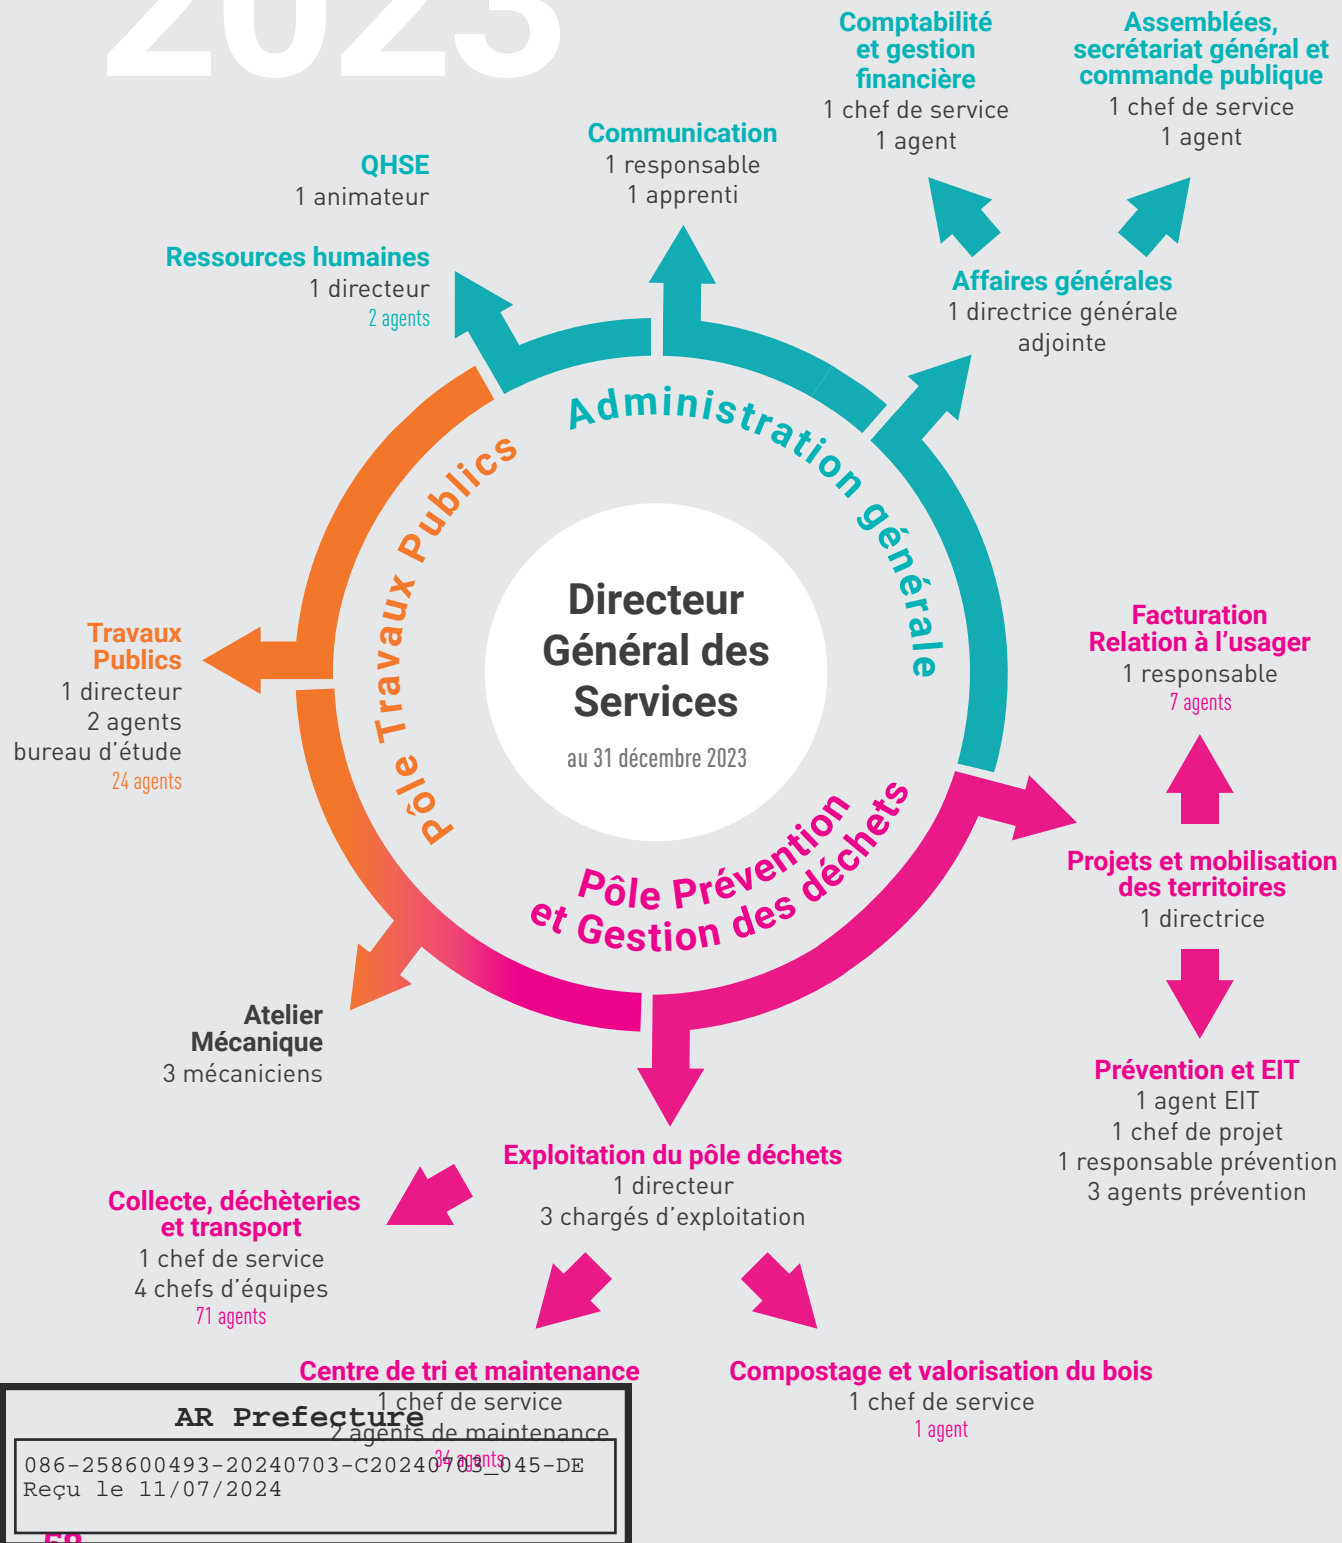 2023
Comptabilité
et gestion
financière
1 chef de service
1 agent
Assemblées,
secrétariat général et
commande publique
1 chef de service
1 agent
Communication
1 responsable
1 apprenti
QHSE
1 animateur
Ressources humaines
1 directeur
2 agents
Affaires générales
1 directrice générale
adjointe
Administration générale
Pôle Travaux Publics
Directeur
Général des
Services
au 31 décembre 2023
Travaux
Publics
1 directeur
2 agents
bureau d'étude
24 agents
Facturation
Relation à l'usager
1 responsable
7 agents
Pôle Prévention
et Gestion des déchets
Projets et mobilisation
des territoires
1 directrice
Atelier
Mécanique
3 mécaniciens
Prévention et EIT
1 agent EIT
1 chef de projet
1 responsable prévention
3 agents prévention
Exploitation du pôle déchets
1 directeur
3 chargés d'exploitation
Collecte, déchèteries
et transport
1 chef de service
4 chefs d'équipes
71 agents
Centre de tri et maintenance
1 chef de service
2 agents de maintenance
34 agents
Compostage et valorisation du bois
1 chef de service
1 agent
AR Prefecture
086-258600493-20240703-C20240703_045-DE
Reçu le 11/07/2024
58